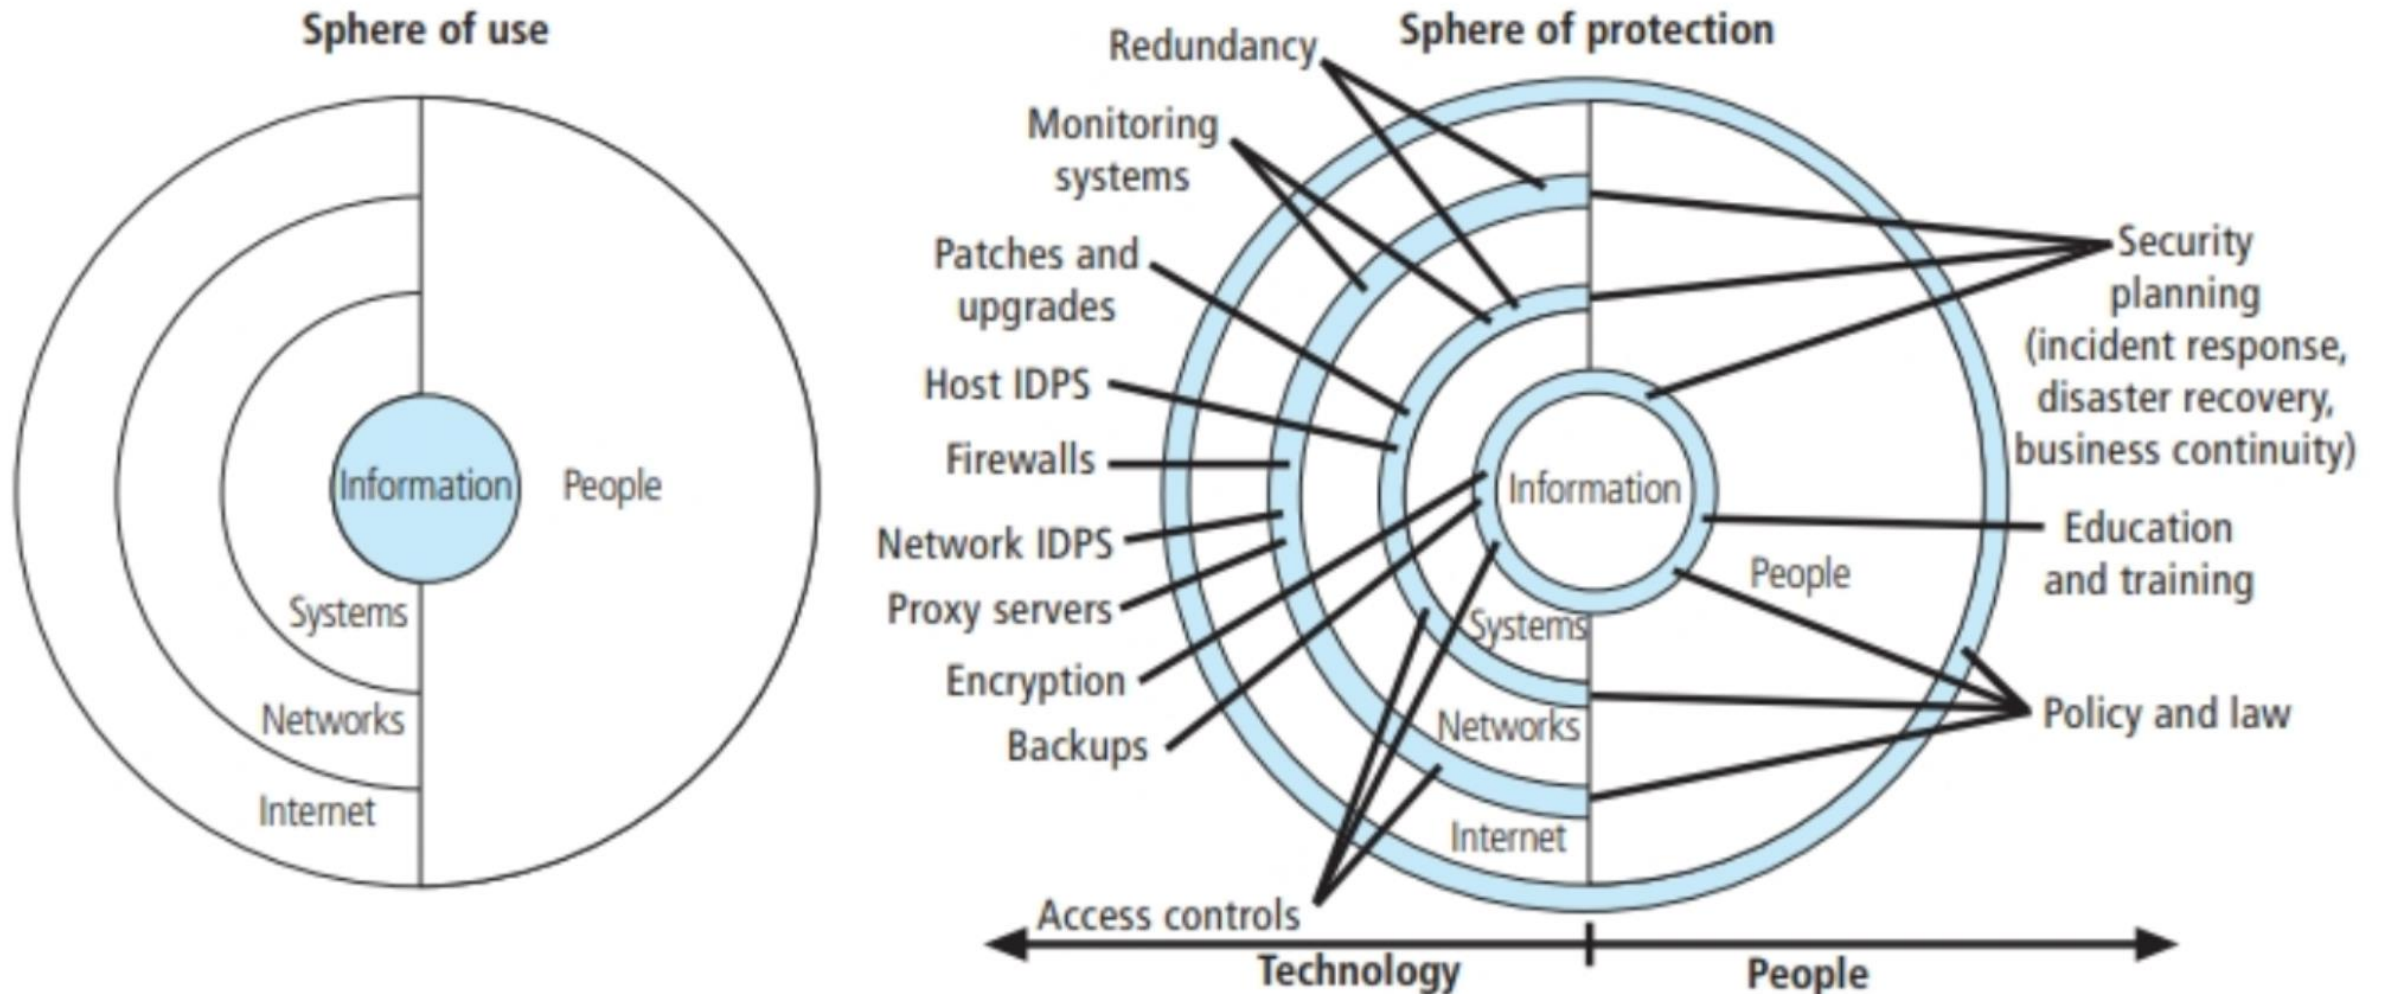 Sphere of use
Information
People
Systems
Networks
Internet
Sphere of protection
Redundancy
Monitoring
systems
Patches and
upgrades
Host IDPS
Firewalls
Network IDPS
Proxy servers
Encryption
Backups
Access controls
Information
People
Systems
Networks
Internet
Security
planning
(incident response,
disaster recovery,
business continuity)
Education
and training
Policy and law
Technology
People